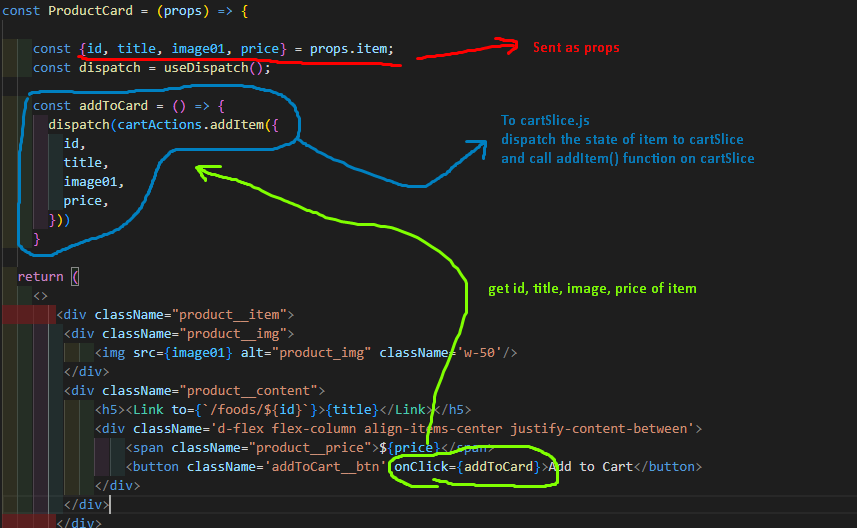 const ProductCard = (props) => {
const {id, title, image01, price} = props.item;
Sent as props
const dispatch = useDispatch();
const addToCard = () => {
dispatch(cartActions.addItem({
id,
title,
image01,
price,
}))
}
To cartSlice.js
dispatch the state of item to cartSlice
and call addItem() function on cartSlice
get id, title, image, price of item
return (
<>
<div className="product__item">
<div className="product__img">
<img src={image01} alt="product_img" className='w-50'/>
</div>
<div className="product__content">
<h5><Link to={`/foods/${id}`}>{title}</Link></h5>
<div className='d-flex flex-column align-items-center justify-content-between'>
<span className="product__price">${price}</span>
<button className='addToCart__btn' onClick={addToCard}>Add to Cart</button>
</div>
</div>
</div>